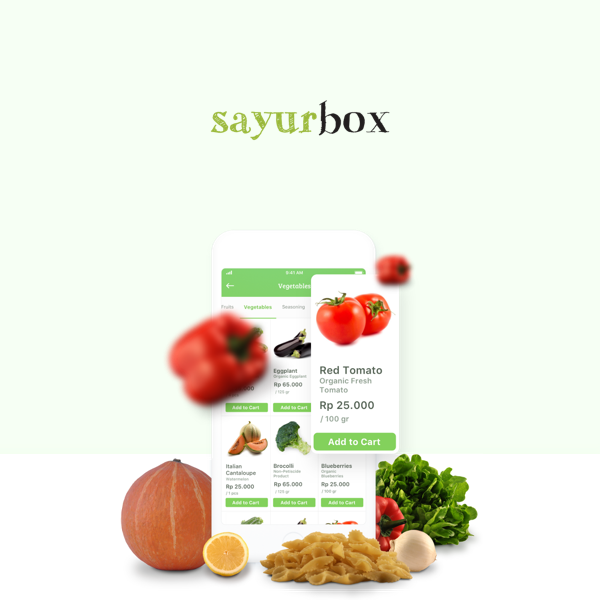 sayurbox
9:41 AM
Vegetables
Fruits
Vegetables
Seasoning
Eggplant
Organic Eggplant
Rp 65.000
/ 120 gr
Add to Cart
Add to Cart
Red Tomato
Organic Fresh
Tomato
Rp 25.000
/ 100 gr
Add to Cart
Italian
Cantaloupe
Watermelon
Rp 25.000
/ 1 pcs
Add to Cart
Brocolli
Non-Pesticide
Product
Rp 65.000
/ 120 gr
Add to Cart
Blueberries
Organic
Blueberries
Rp 25.000
/ 100 gr
Add to Cart